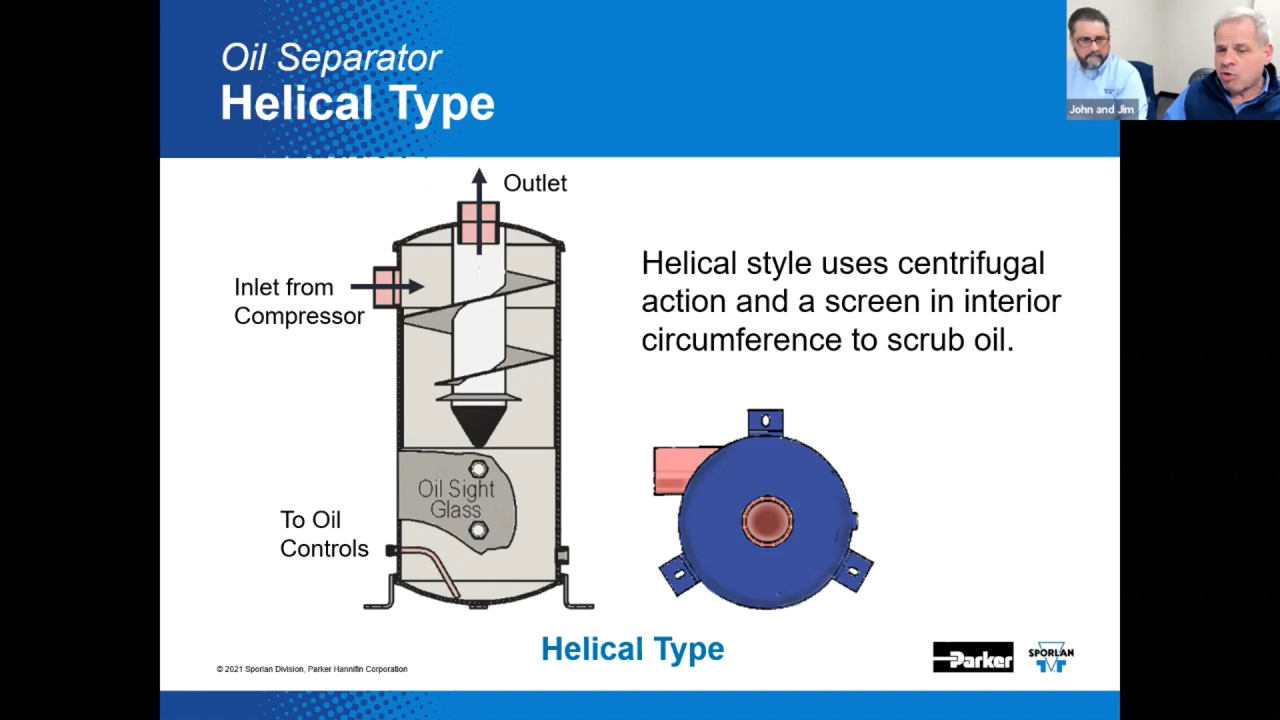 Oil Separator
Helical Type
John and Jim
Outlet
Inlet from
Compressor
Helical style uses centrifugal
action and a screen in interior
circumference to scrub oil.
Oil Sight
Glass
To Oil
Controls
Helical Type
© 2021 Sporlan Division, Parker Hannifin Corporation
Parker
SPORLAN